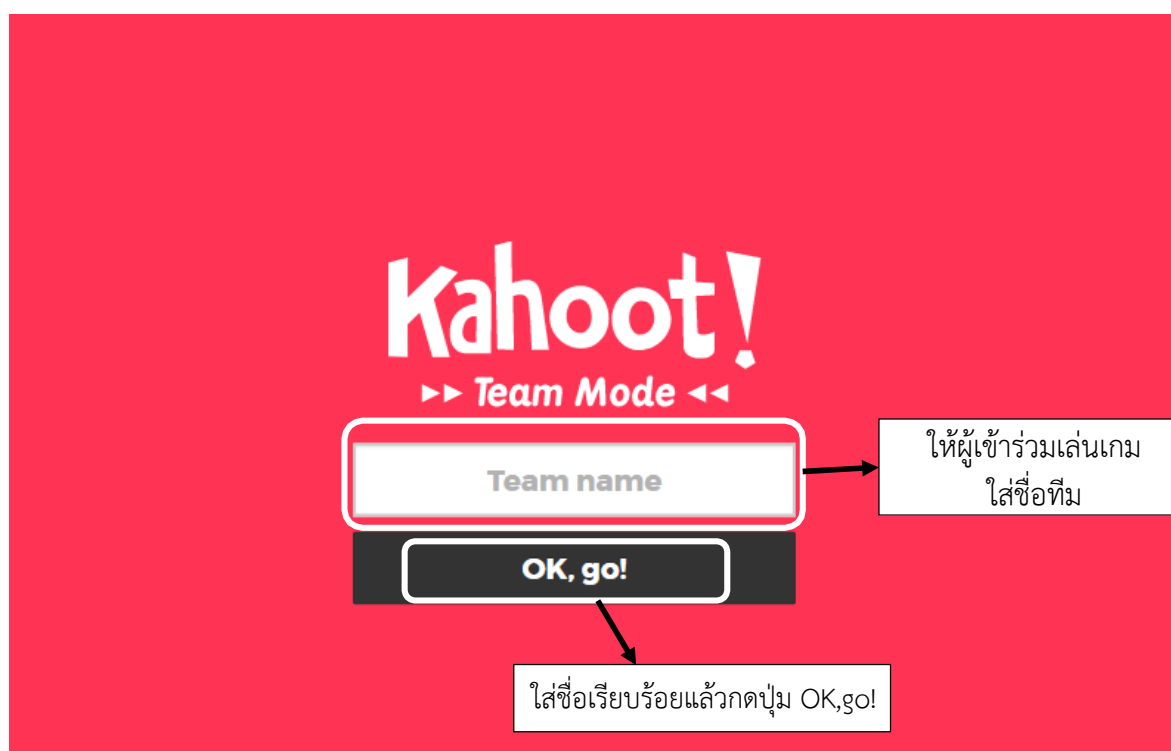 Kahoot!
Team Mode
Team name
ให้ผู้เข้าร่วมเล่นเกม
ใส่ชื่อทีม
OK, go!
ใส่ชื่อเรียบร้อยแล้วกดปุ่ม OK,go!